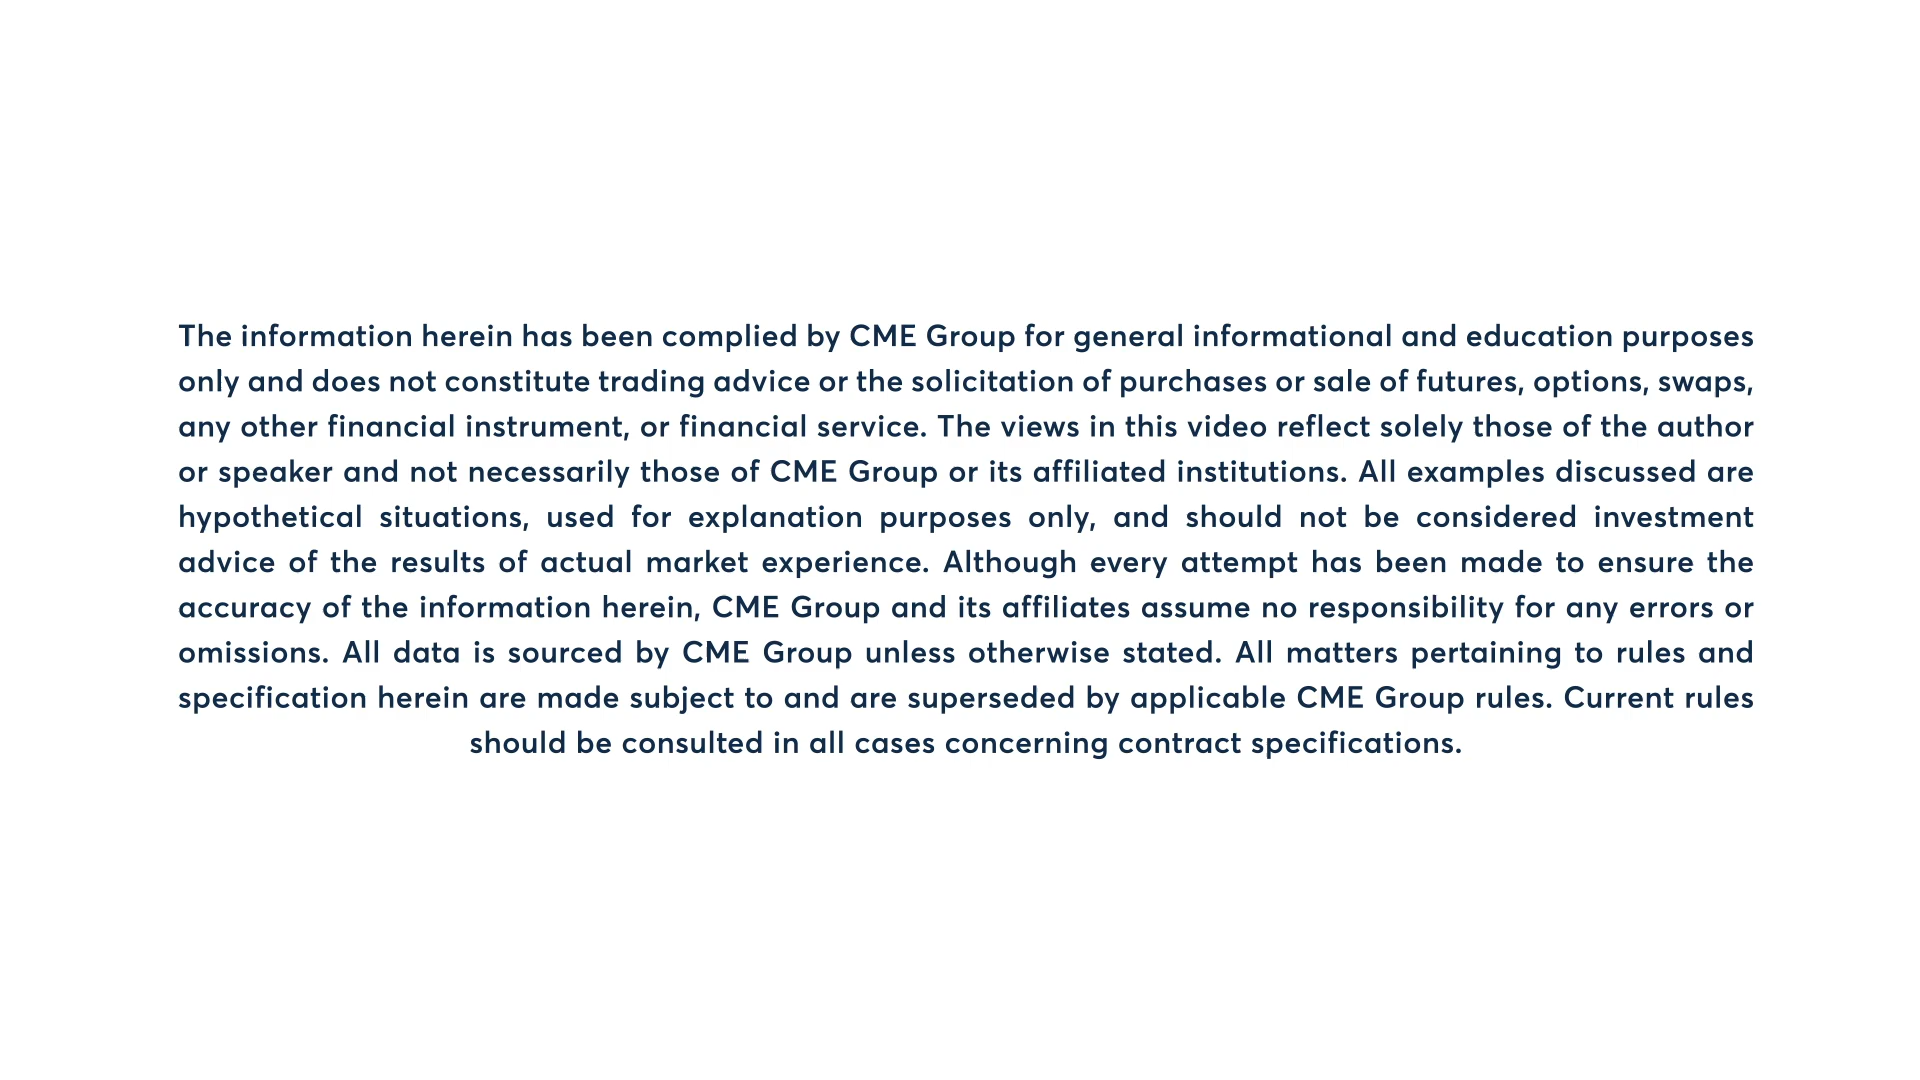 The information herein has been complied by CME Group for general informational and education purposes
only and does not constitute trading advice or the solicitation of purchases or sale of futures, options, swaps,
any other financial instrument, or financial service. The views in this video reflect solely those of the author
or speaker and not necessarily those of CME Group or its affiliated institutions. All examples discussed are
hypothetical situations, used for explanation purposes only, and should not be considered investment
advice of the results of actual market experience. Although every attempt has been made to ensure the
accuracy of the information herein, CME Group and its affiliates assume no responsibility for any errors or
omissions. All data is sourced by CME Group unless otherwise stated. All matters pertaining to rules and
specification herein are made subject to and are superseded by applicable CME Group rules. Current rules
should be consulted in all cases concerning contract specifications.